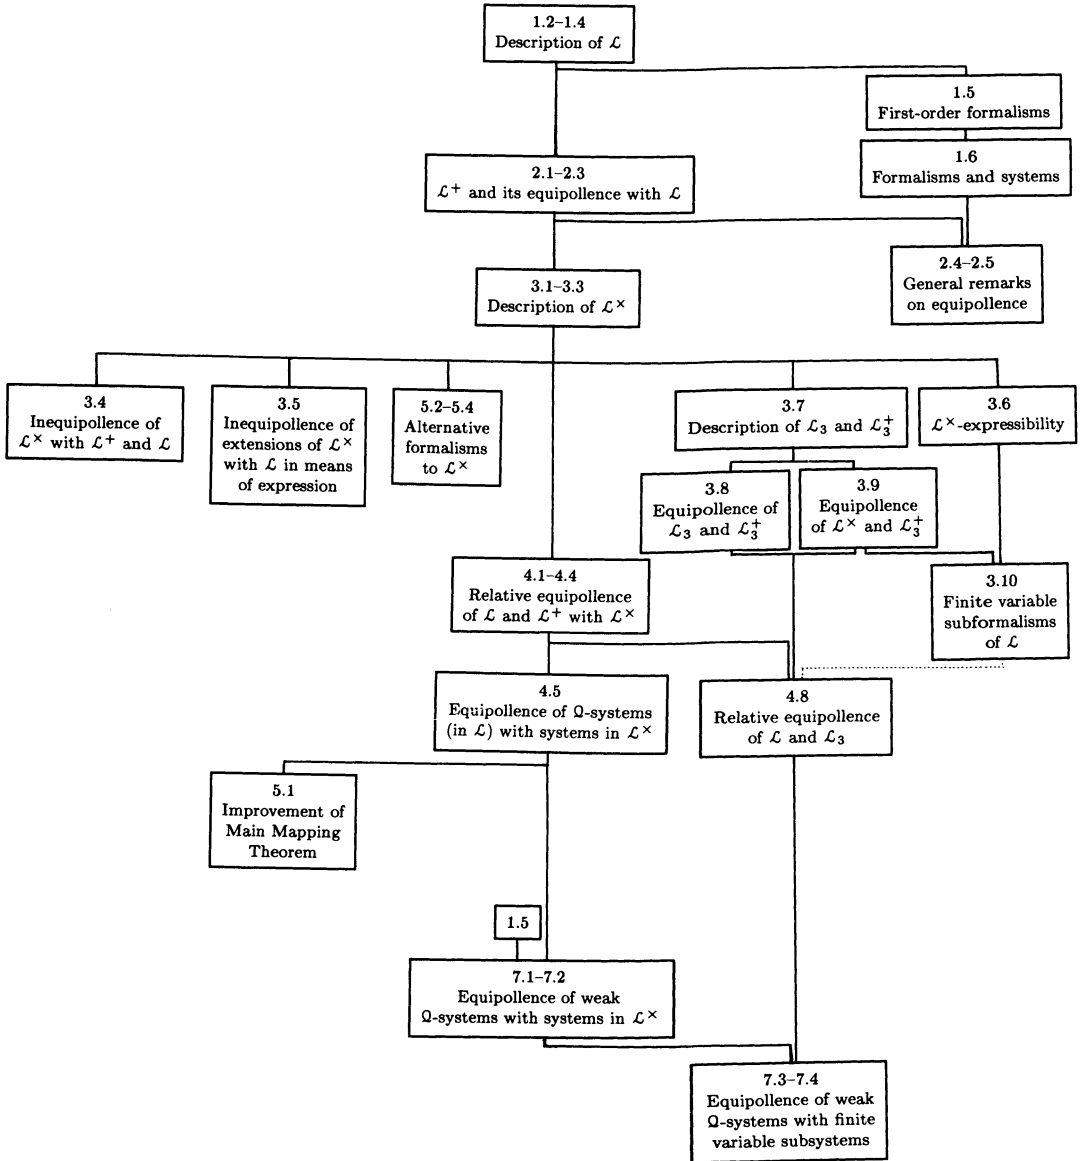 1.2–1.4
Description of ℒ
1.5
First-order formalisms
1.6
Formalisms and systems
2.1–2.3
ℒ⁺ and its equipollence with ℒ
2.4–2.5
General remarks
on equipollence
3.1–3.3
Description of ℒ×
3.4
Inequipollence of
ℒ× with ℒ⁺ and ℒ
3.5
Inequipollence of
extensions of ℒ×
with ℒ in means
of expression
5.2–5.4
Alternative
formalisms
to ℒ×
3.7
Description of ℒ₃ and ℒ₃⁺
3.6
ℒ×-expressibility
3.8
Equipollence of
ℒ₃ and ℒ₃⁺
3.9
Equipollence
of ℒ× and ℒ₃⁺
4.1–4.4
Relative equipollence
of ℒ and ℒ⁺ with ℒ×
3.10
Finite variable
subformalisms
of ℒ
4.5
Equipollence of Ω-systems
(in ℒ) with systems in ℒ×
4.8
Relative equipollence
of ℒ and ℒ₃
5.1
Improvement of
Main Mapping
Theorem
1.5
7.1–7.2
Equipollence of weak
Ω-systems with systems in ℒ×
7.3–7.4
Equipollence of weak
Ω-systems with finite
variable subsystems